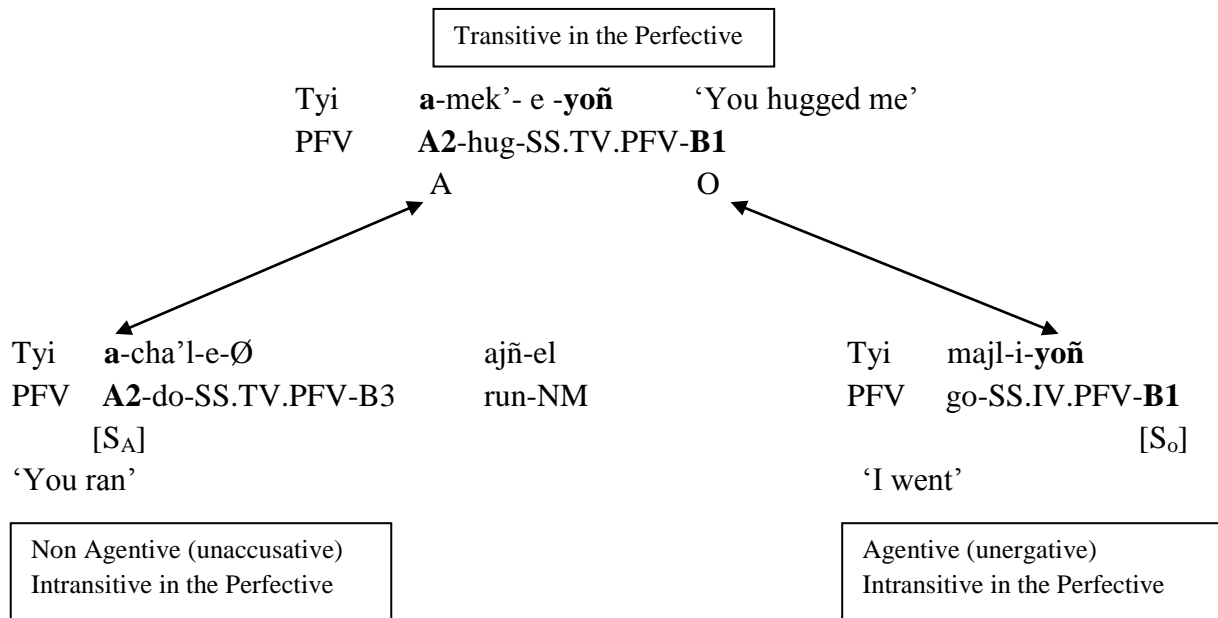 Transitive in the Perfective
Tyi a-mek’- e -yoñ ‘You hugged me’
PFV A2-hug-SS.TV.PFV-B1
A O
Tyi a-cha’l-e-Ø ajñ-el Tyi majl-i-yoñ
PFV A2-do-SS.TV.PFV-B3 run-NM PFV go-SS.IV.PFV-B1
[SA] [So]
‘You ran’ ‘I went’
Non Agentive (unaccusative)
Intransitive in the Perfective
Agentive (unergative)
Intransitive in the Perfective